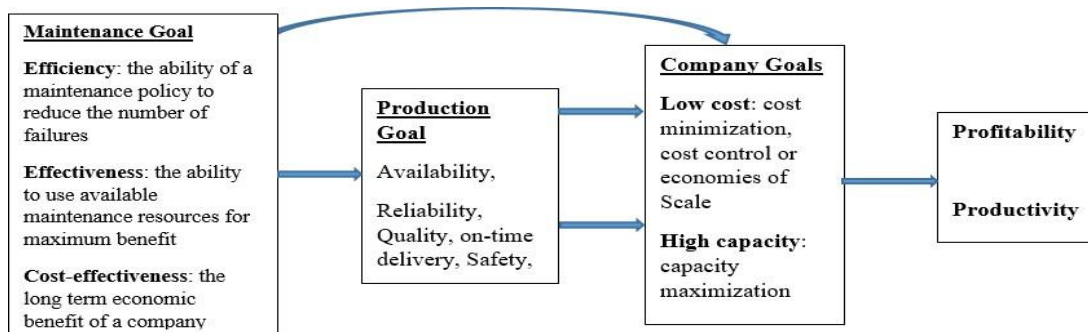 Maintenance Goal
Efficiency: the ability of a
maintenance policy to
reduce the number of
failures
Effectiveness: the ability
to use available
maintenance resources for
maximum benefit
Cost-effectiveness: the
long term economic
benefit of a company
Production
Goal
Availability,
Reliability,
Quality, on-time
delivery, Safety,
Company Goals
Low cost: cost
minimization,
cost control or
economies of
Scale
High capacity:
capacity
maximization
Profitability
Productivity